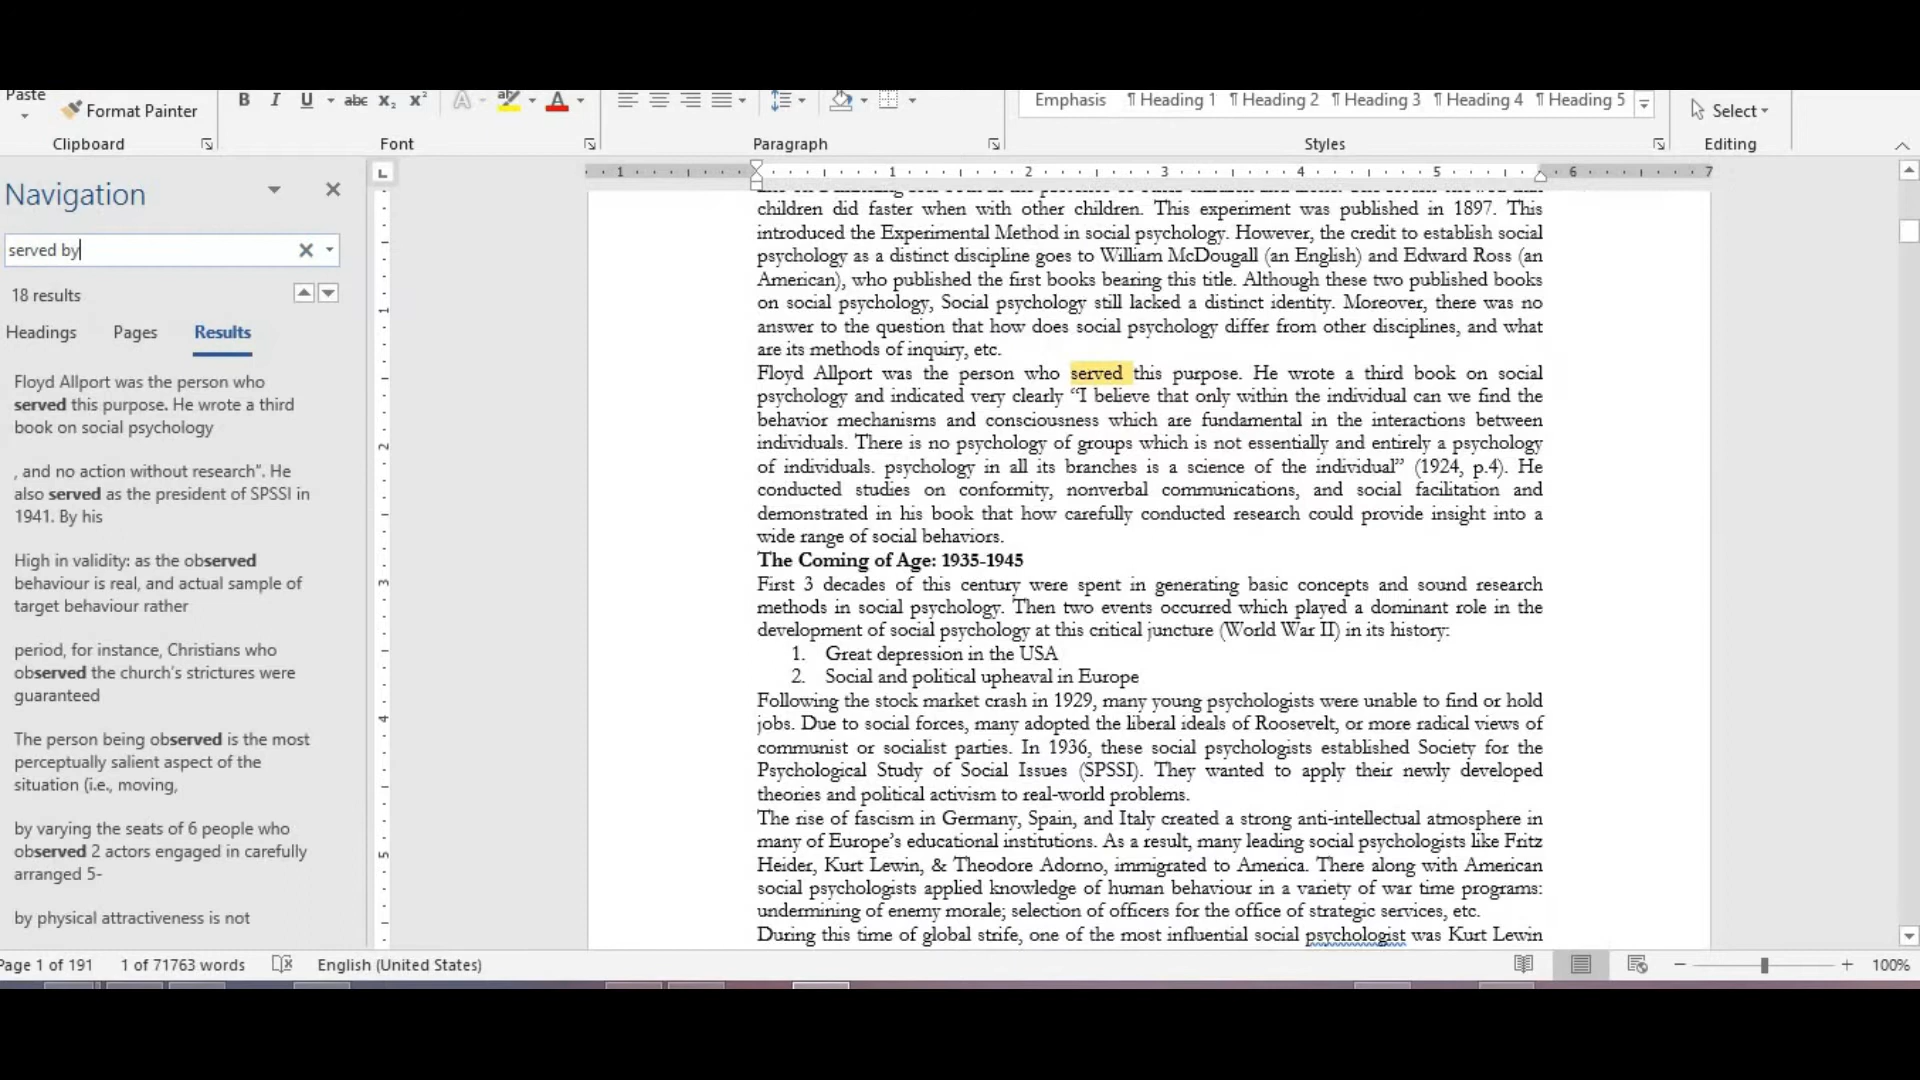 Paste
Format Painter
B I U abc X₂ X² A aby A
Emphasis ¶ Heading 1 ¶ Heading 2 ¶ Heading 3 ¶ Heading 4 ¶ Heading 5
Select
Clipboard Font Paragraph Styles Editing
L 1 1 2 3 4 5 6 7
Navigation
served by
18 results
Headings Pages Results
Floyd Allport was the person who
served this purpose. He wrote a third
book on social psychology
, and no action without research”. He
also served as the president of SPSSI in
1941. By his
High in validity: as the observed
behaviour is real, and actual sample of
target behaviour rather
period, for instance, Christians who
observed the church’s strictures were
guaranteed
The person being observed is the most
perceptually salient aspect of the
situation (i.e., moving,
by varying the seats of 6 people who
observed 2 actors engaged in carefully
arranged 5-
by physical attractiveness is not
1
2
3
4
5
children did faster when with other children. This experiment was published in 1897. This
introduced the Experimental Method in social psychology. However, the credit to establish social
psychology as a distinct discipline goes to William McDougall (an English) and Edward Ross (an
American), who published the first books bearing this title. Although these two published books
on social psychology, Social psychology still lacked a distinct identity. Moreover, there was no
answer to the question that how does social psychology differ from other disciplines, and what
are its methods of inquiry, etc.
Floyd Allport was the person who served this purpose. He wrote a third book on social
psychology and indicated very clearly “I believe that only within the individual can we find the
behavior mechanisms and consciousness which are fundamental in the interactions between
individuals. There is no psychology of groups which is not essentially and entirely a psychology
of individuals. psychology in all its branches is a science of the individual” (1924, p.4). He
conducted studies on conformity, nonverbal communications, and social facilitation and
demonstrated in his book that how carefully conducted research could provide insight into a
wide range of social behaviors.
The Coming of Age: 1935-1945
First 3 decades of this century were spent in generating basic concepts and sound research
methods in social psychology. Then two events occurred which played a dominant role in the
development of social psychology at this critical juncture (World War II) in its history:
1. Great depression in the USA
2. Social and political upheaval in Europe
Following the stock market crash in 1929, many young psychologists were unable to find or hold
jobs. Due to social forces, many adopted the liberal ideals of Roosevelt, or more radical views of
communist or socialist parties. In 1936, these social psychologists established Society for the
Psychological Study of Social Issues (SPSSI). They wanted to apply their newly developed
theories and political activism to real-world problems.
The rise of fascism in Germany, Spain, and Italy created a strong anti-intellectual atmosphere in
many of Europe’s educational institutions. As a result, many leading social psychologists like Fritz
Heider, Kurt Lewin, & Theodore Adorno, immigrated to America. There along with American
social psychologists applied knowledge of human behaviour in a variety of war time programs:
undermining of enemy morale; selection of officers for the office of strategic services, etc.
During this time of global strife, one of the most influential social psychologist was Kurt Lewin
Page 1 of 191 1 of 71763 words English (United States) 100%